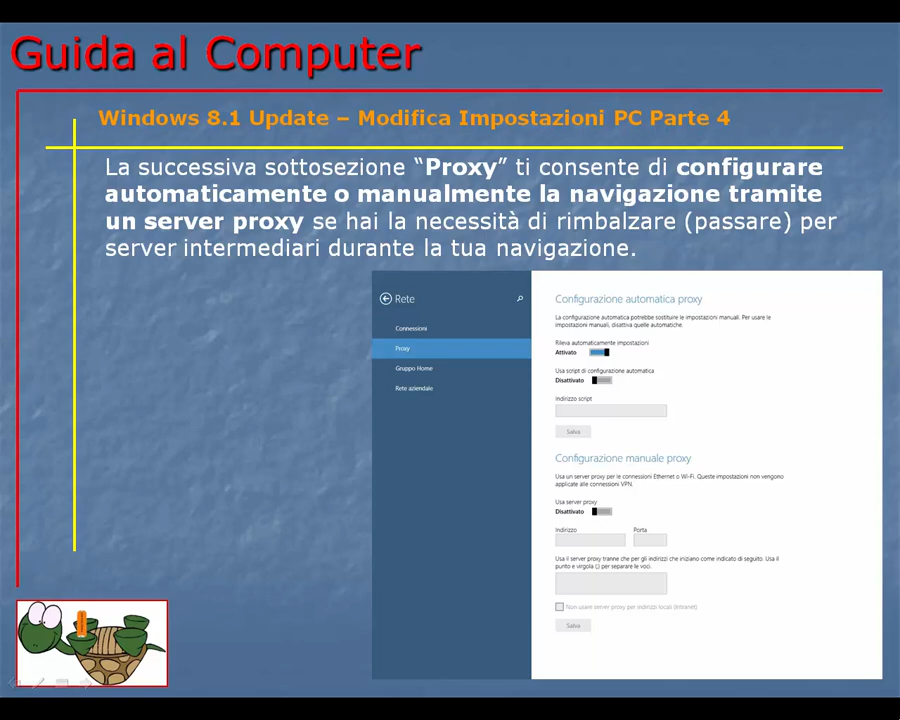 Guida al Computer
Windows 8.1 Update – Modifica Impostazioni PC Parte 4
La successiva sottosezione “Proxy” ti consente di configurare
automaticamente o manualmente la navigazione tramite
un server proxy se hai la necessità di rimbalzare (passare) per
server intermediari durante la tua navigazione.
Rete
Connessioni
Proxy
Gruppo Home
Rete aziendale
Configurazione automatica proxy
La configurazione automatica potrebbe sostituire le impostazioni manuali. Per usare le
impostazioni manuali, disattiva quelle automatiche.
Rileva automaticamente impostazioni
Attivato
Usa script di configurazione automatica
Disattivato
Indirizzo script
Salva
Configurazione manuale proxy
Usa un server proxy per le connessioni Ethernet o Wi-Fi. Queste impostazioni non vengono
applicate alle connessioni VPN.
Usa server proxy
Disattivato
Indirizzo Porta
Usa il server proxy tranne che per gli indirizzi che iniziano come indicato di seguito. Usa il
punto e virgola (;) per separare le voci.
Non usare server proxy per indirizzi locali (Intranet)
Salva